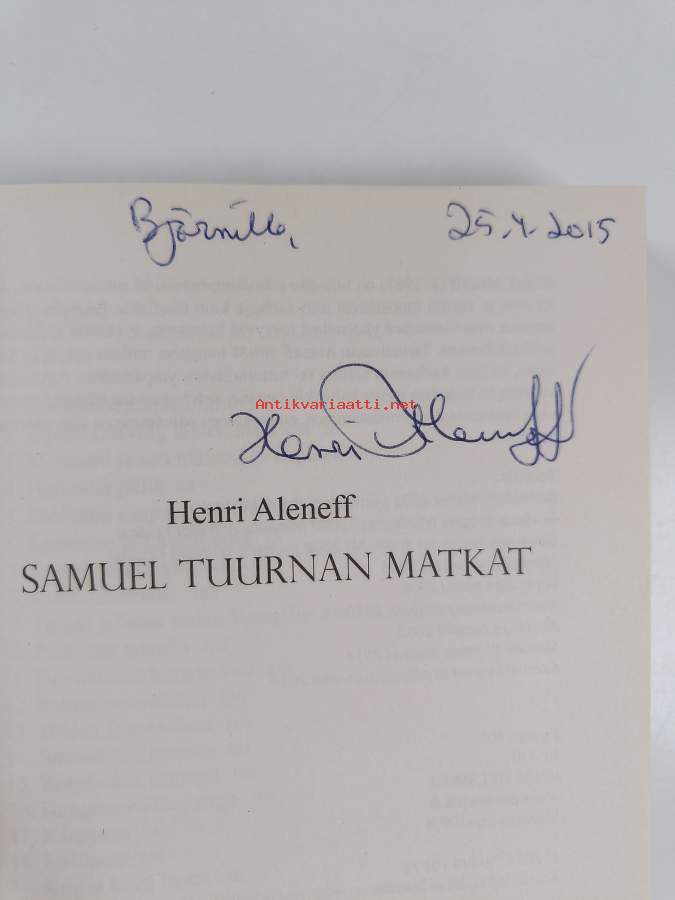 Björnille, 25.4.2015
Antikvariaatti.net
Henri Aleneff
Henri Aleneff
SAMUEL TUURNAN MATKAT